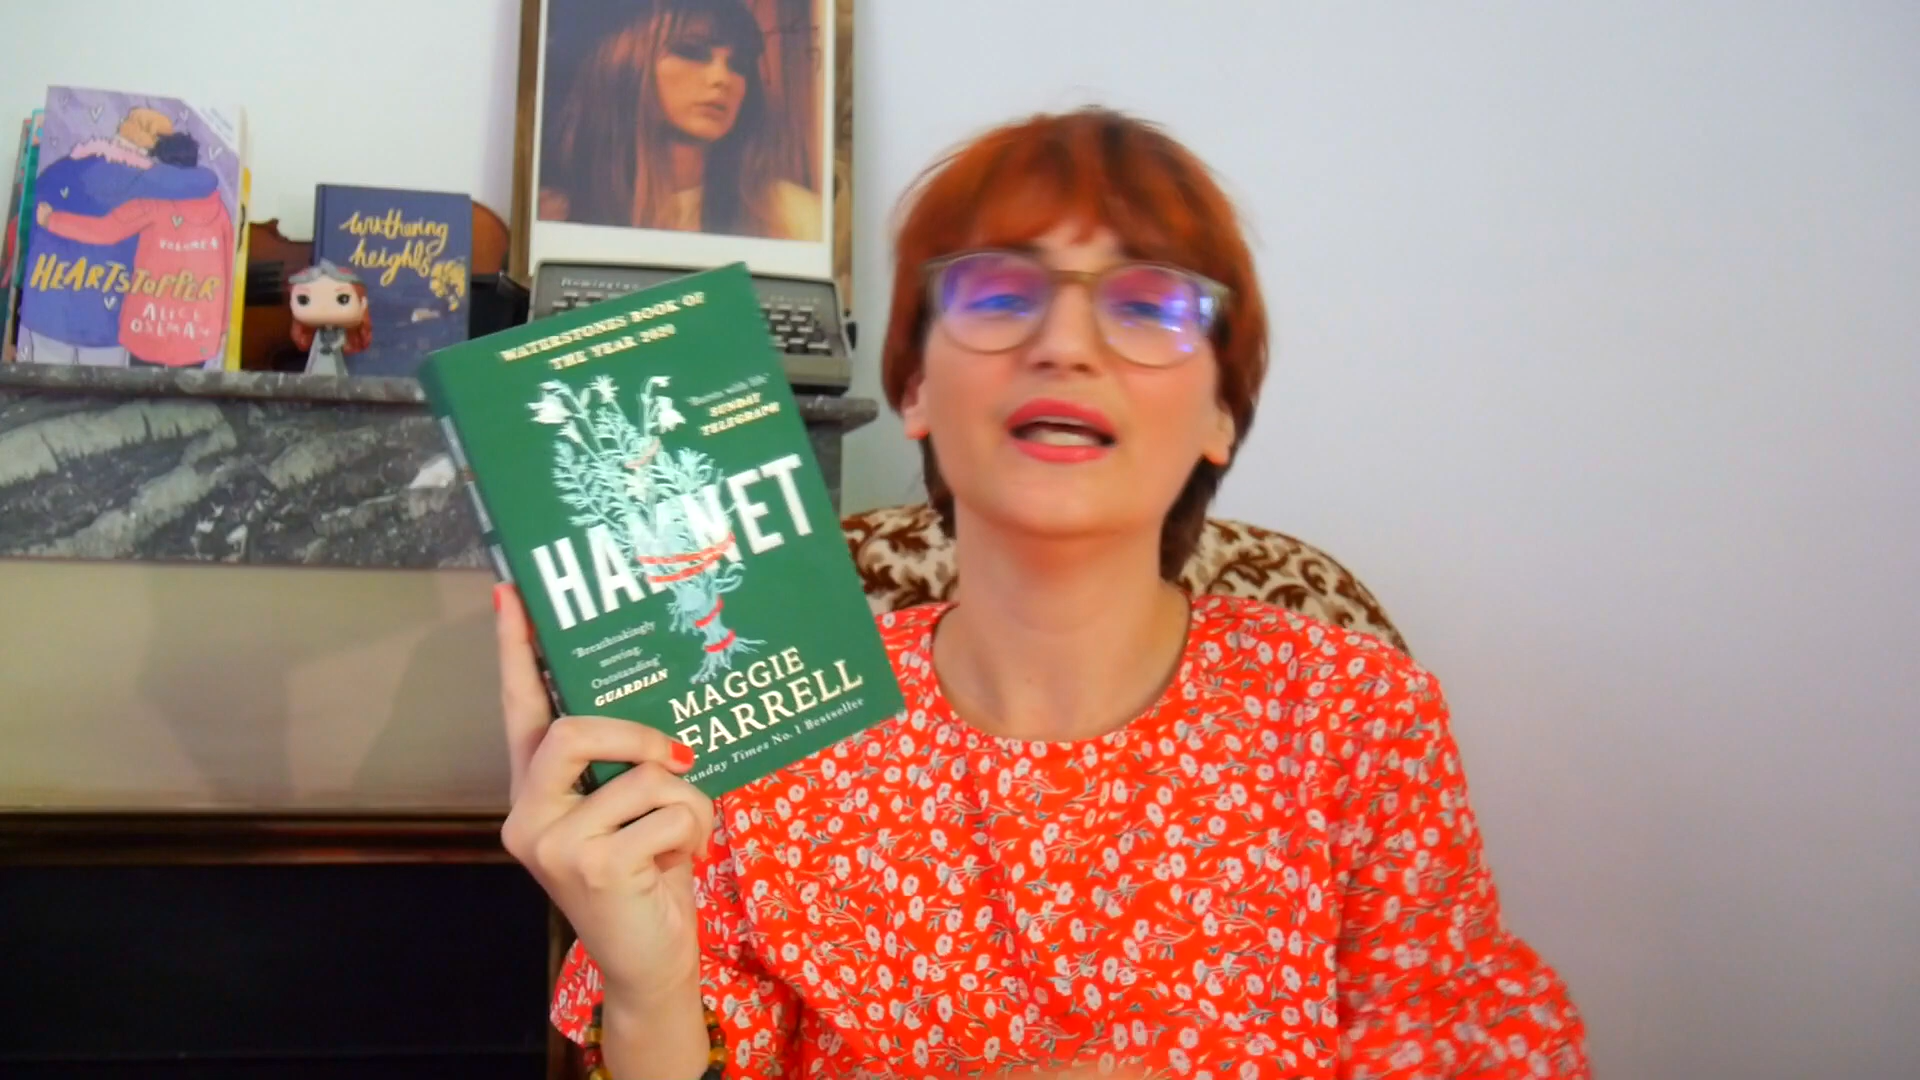 VOLUME 4
HEARTSTOPPER
ALICE
OSEMAN
wuthering
heights
Remington
WATERSTONES BOOK OF
THE YEAR 2020
'Bursts with life'
SUNDAY
TELEGRAPH
HAMNET
'Breathtakingly
moving.
Outstanding'
GUARDIAN
MAGGIE
FARRELL
Sunday Times No.1 Bestseller